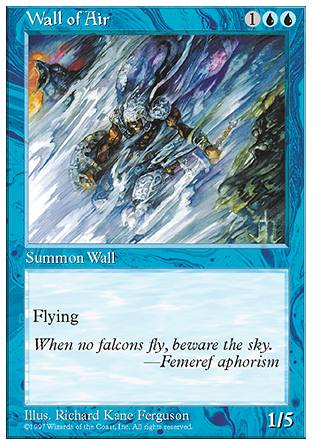 Wall of Air 1
Summon Wall
Flying
When no falcons fly, beware the sky.
—Femeref aphorism
Illus. Richard Kane Ferguson
©1997 Wizards of the Coast, Inc. All rights reserved. 1/5